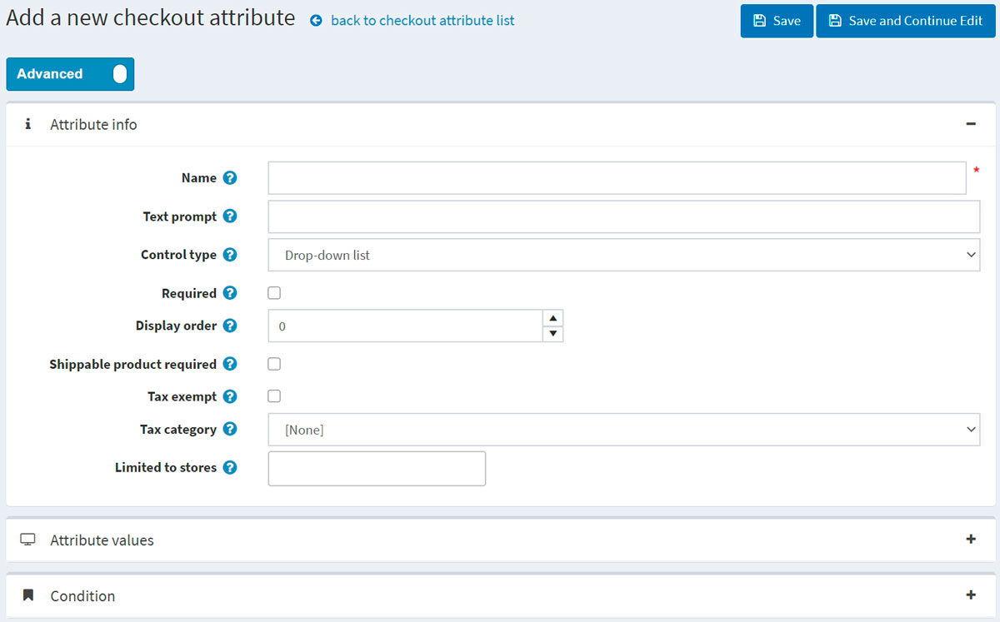 Add a new checkout attribute back to checkout attribute list Save Save and Continue Edit
Advanced
Attribute info
Name ? *
Text prompt ?
Control type ? Drop-down list
Required ?
Display order ? 0
Shippable product required ?
Tax exempt ?
Tax category ? [None]
Limited to stores ?
Attribute values
Condition